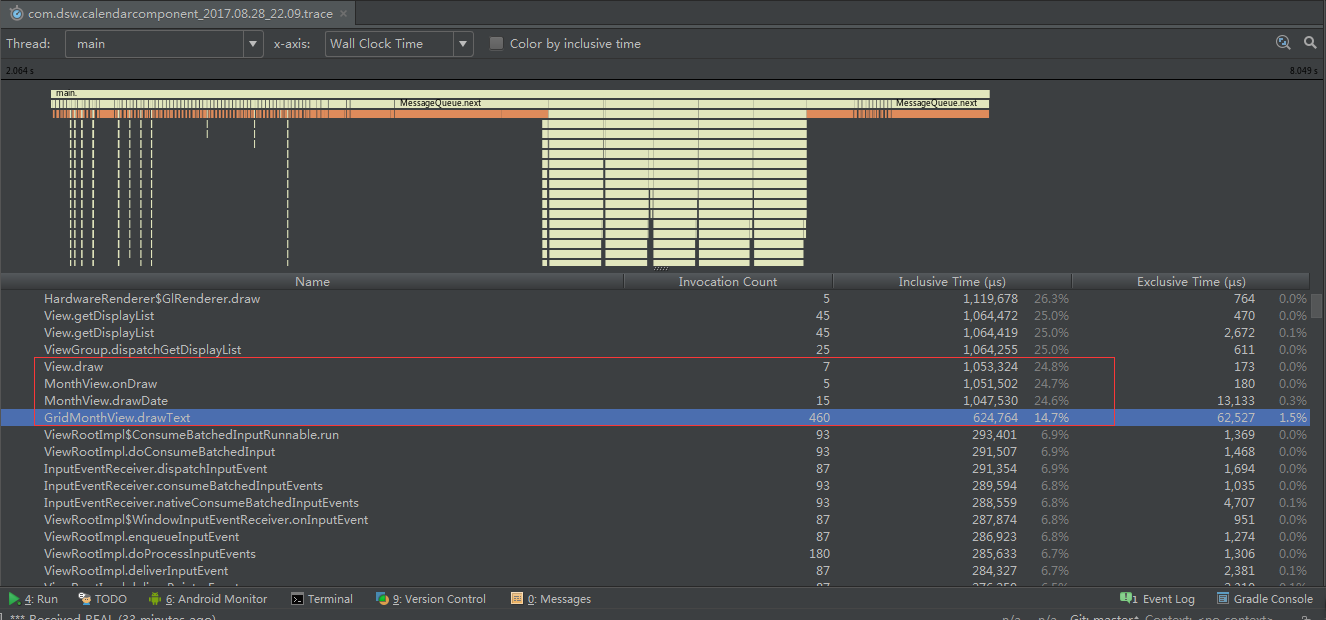 com.dsw.calendarcomponent_2017.08.28_22.09.trace ×
Thread: main x-axis: Wall Clock Time Color by inclusive time
2.064 s 8.049 s
main.
MessageQueue.next MessageQueue.next
Name Invocation Count Inclusive Time (µs) Exclusive Time (µs)
HardwareRenderer$GlRenderer.draw 5 1,119,678 26.3% 764 0.0%
View.getDisplayList 45 1,064,472 25.0% 470 0.0%
View.getDisplayList 45 1,064,419 25.0% 2,672 0.1%
ViewGroup.dispatchGetDisplayList 25 1,064,255 25.0% 611 0.0%
View.draw 7 1,053,324 24.8% 173 0.0%
MonthView.onDraw 5 1,051,502 24.7% 180 0.0%
MonthView.drawDate 15 1,047,530 24.6% 13,133 0.3%
GridMonthView.drawText 460 624,764 14.7% 62,527 1.5%
ViewRootImpl$ConsumeBatchedInputRunnable.run 93 293,401 6.9% 1,369 0.0%
ViewRootImpl.doConsumeBatchedInput 93 291,507 6.9% 1,468 0.0%
InputEventReceiver.dispatchInputEvent 87 291,354 6.9% 1,694 0.0%
InputEventReceiver.consumeBatchedInputEvents 93 289,594 6.8% 1,035 0.0%
InputEventReceiver.nativeConsumeBatchedInputEvents 93 288,559 6.8% 4,707 0.1%
ViewRootImpl$WindowInputEventReceiver.onInputEvent 87 287,874 6.8% 951 0.0%
ViewRootImpl.enqueueInputEvent 87 286,923 6.8% 1,274 0.0%
ViewRootImpl.doProcessInputEvents 180 285,633 6.7% 1,306 0.0%
ViewRootImpl.deliverInputEvent 87 284,327 6.7% 2,381 0.1%
4: Run TODO 6: Android Monitor Terminal 9: Version Control 0: Messages 1 Event Log Gradle Console
n/a n/a Git: master* Context: <no context>